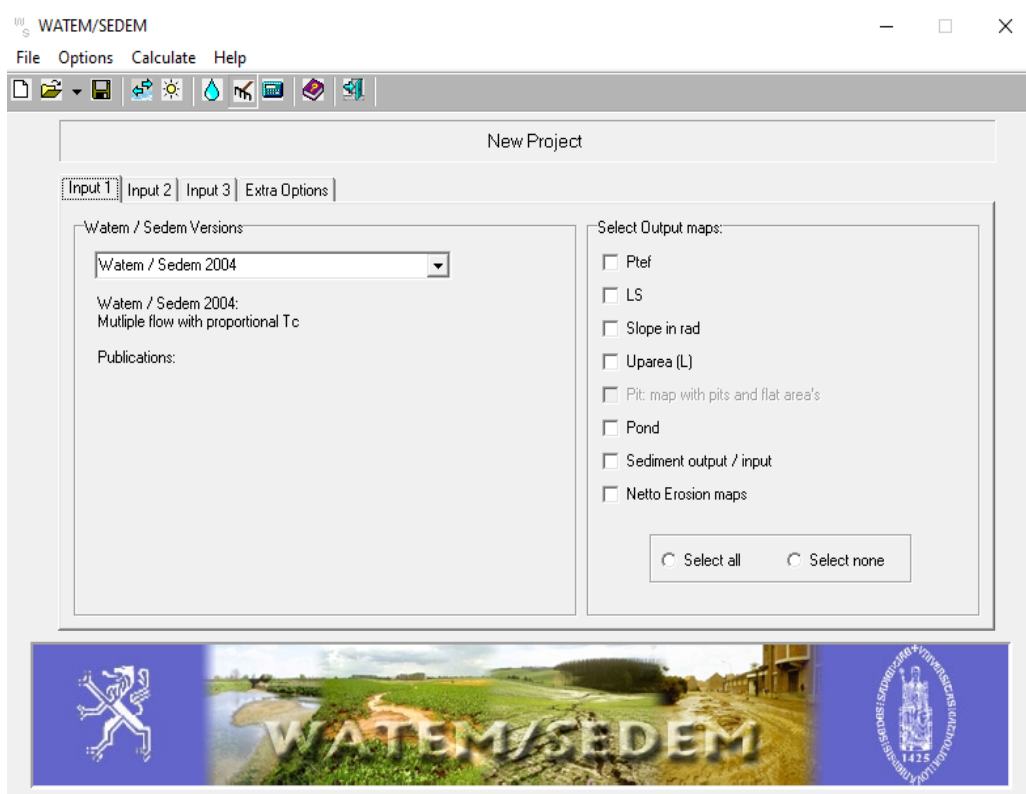 WATEM/SEDEM
File Options Calculate Help
New Project
Input 1 Input 2 Input 3 Extra Options
Watem / Sedem Versions
Watem / Sedem 2004
Watem / Sedem 2004:
Mutliple flow with proportional Tc
Publications:
Select Output maps:
Ptef
LS
Slope in rad
Uparea (L)
Pit: map with pits and flat area's
Pond
Sediment output / input
Netto Erosion maps
Select all Select none
WATEM/SEDEM
1425